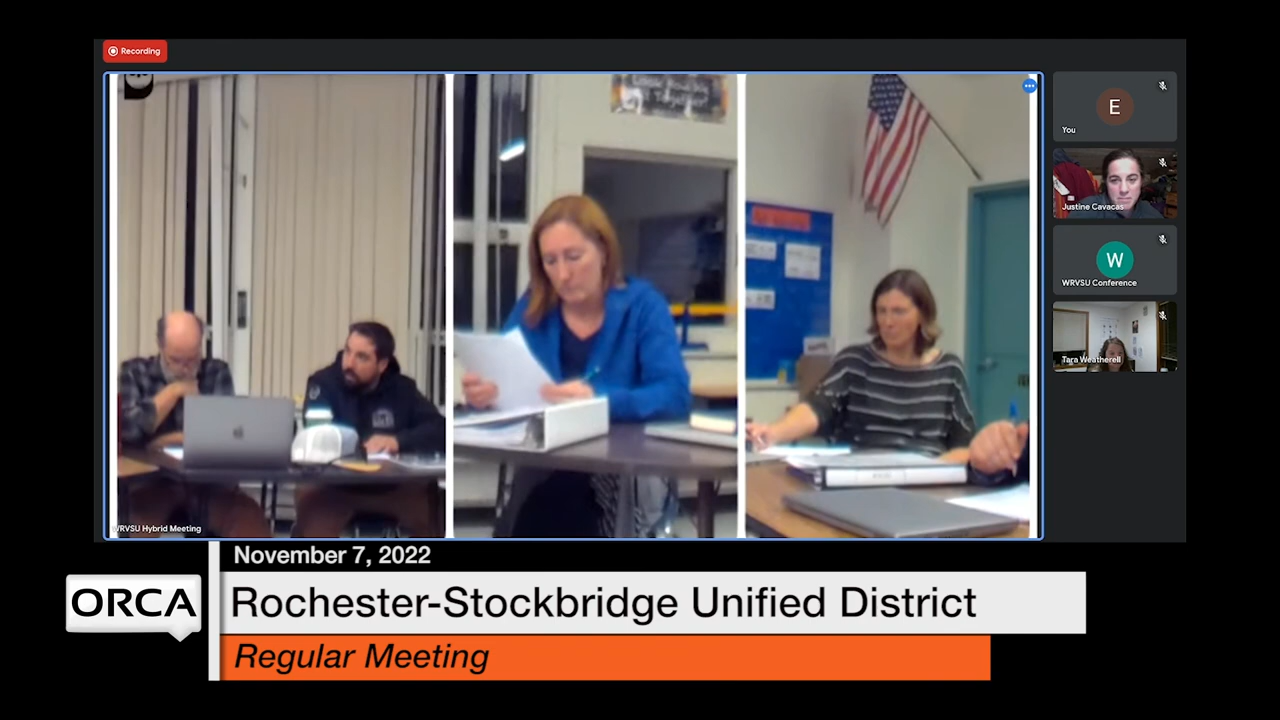 Recording
E
You
Justine Cavacas
W
WRVSU Conference
Tara Weatherell
WRVSU Hybrid Meeting
November 7, 2022
ORCA
Rochester-Stockbridge Unified District
Regular Meeting